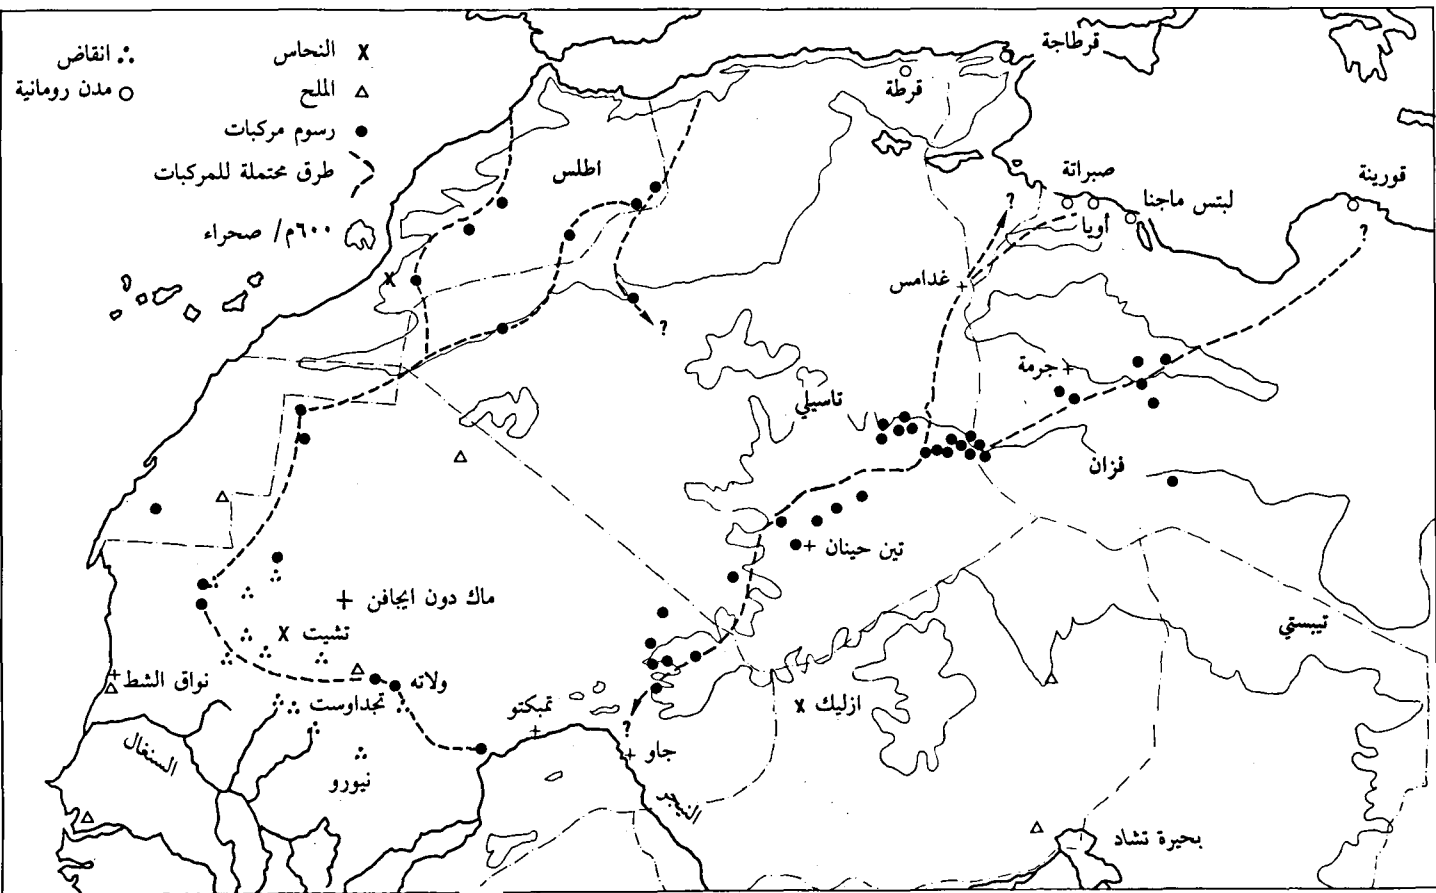 النحاس
الملح
رسوم مركبات
طرق محتملة للمركبات
٦٠٠م/ صحراء
انقاض
مدن رومانية
قرطاجة
قرطة
اطلس
صبراتة
لبتس ماجنا
قورينة
أويا
غدامس
جرمة
تاسيلي
فزان
تين حينان
تيبستي
ماك دون ايجافن
تشيت
نواق الشط
ولاته
تجداوست
تمبكتو
ازليك
جاو
السنغال
نيورو
النيجر
بحيرة تشاد
X
X
X
X
?
?
?
?